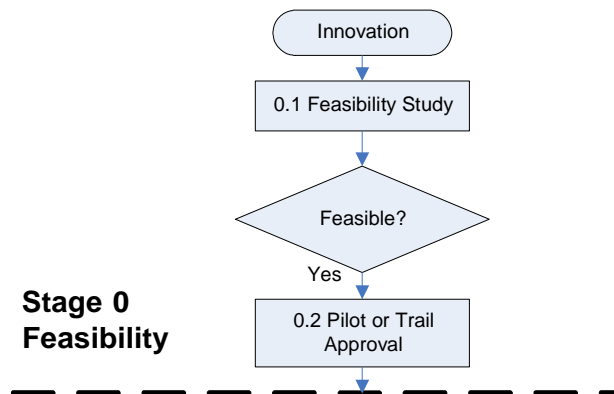 Innovation
0.1 Feasibility Study
Feasible?
Yes
Stage 0
Feasibility
0.2 Pilot or Trail
Approval